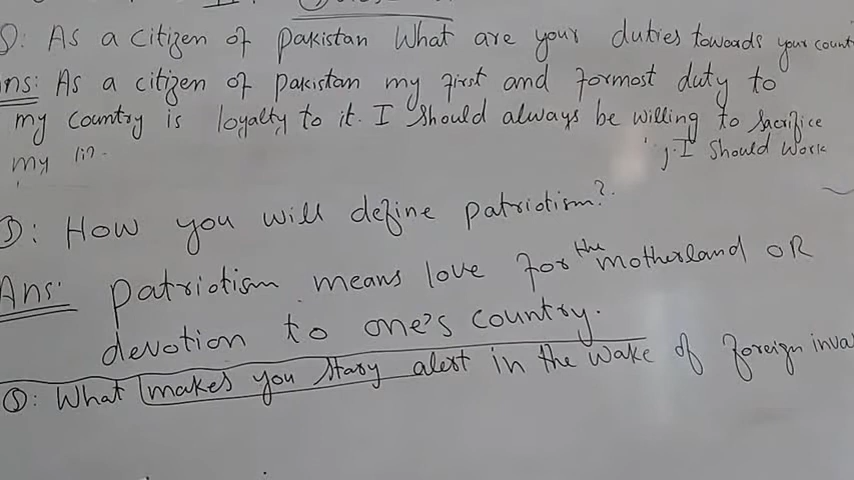 Q: As a citizen of pakistan What are your duties towards your
Ans: As a citizen of pakistan my first and formost duty to
my country is loyalty to it. I should always be willing to sacrifice
my I should work
Q: How you will define patriotism?
Ans: patriotism means love for the motherland OR
devotion to one's country.
Q: What makes you stary alert in the wake of foreign